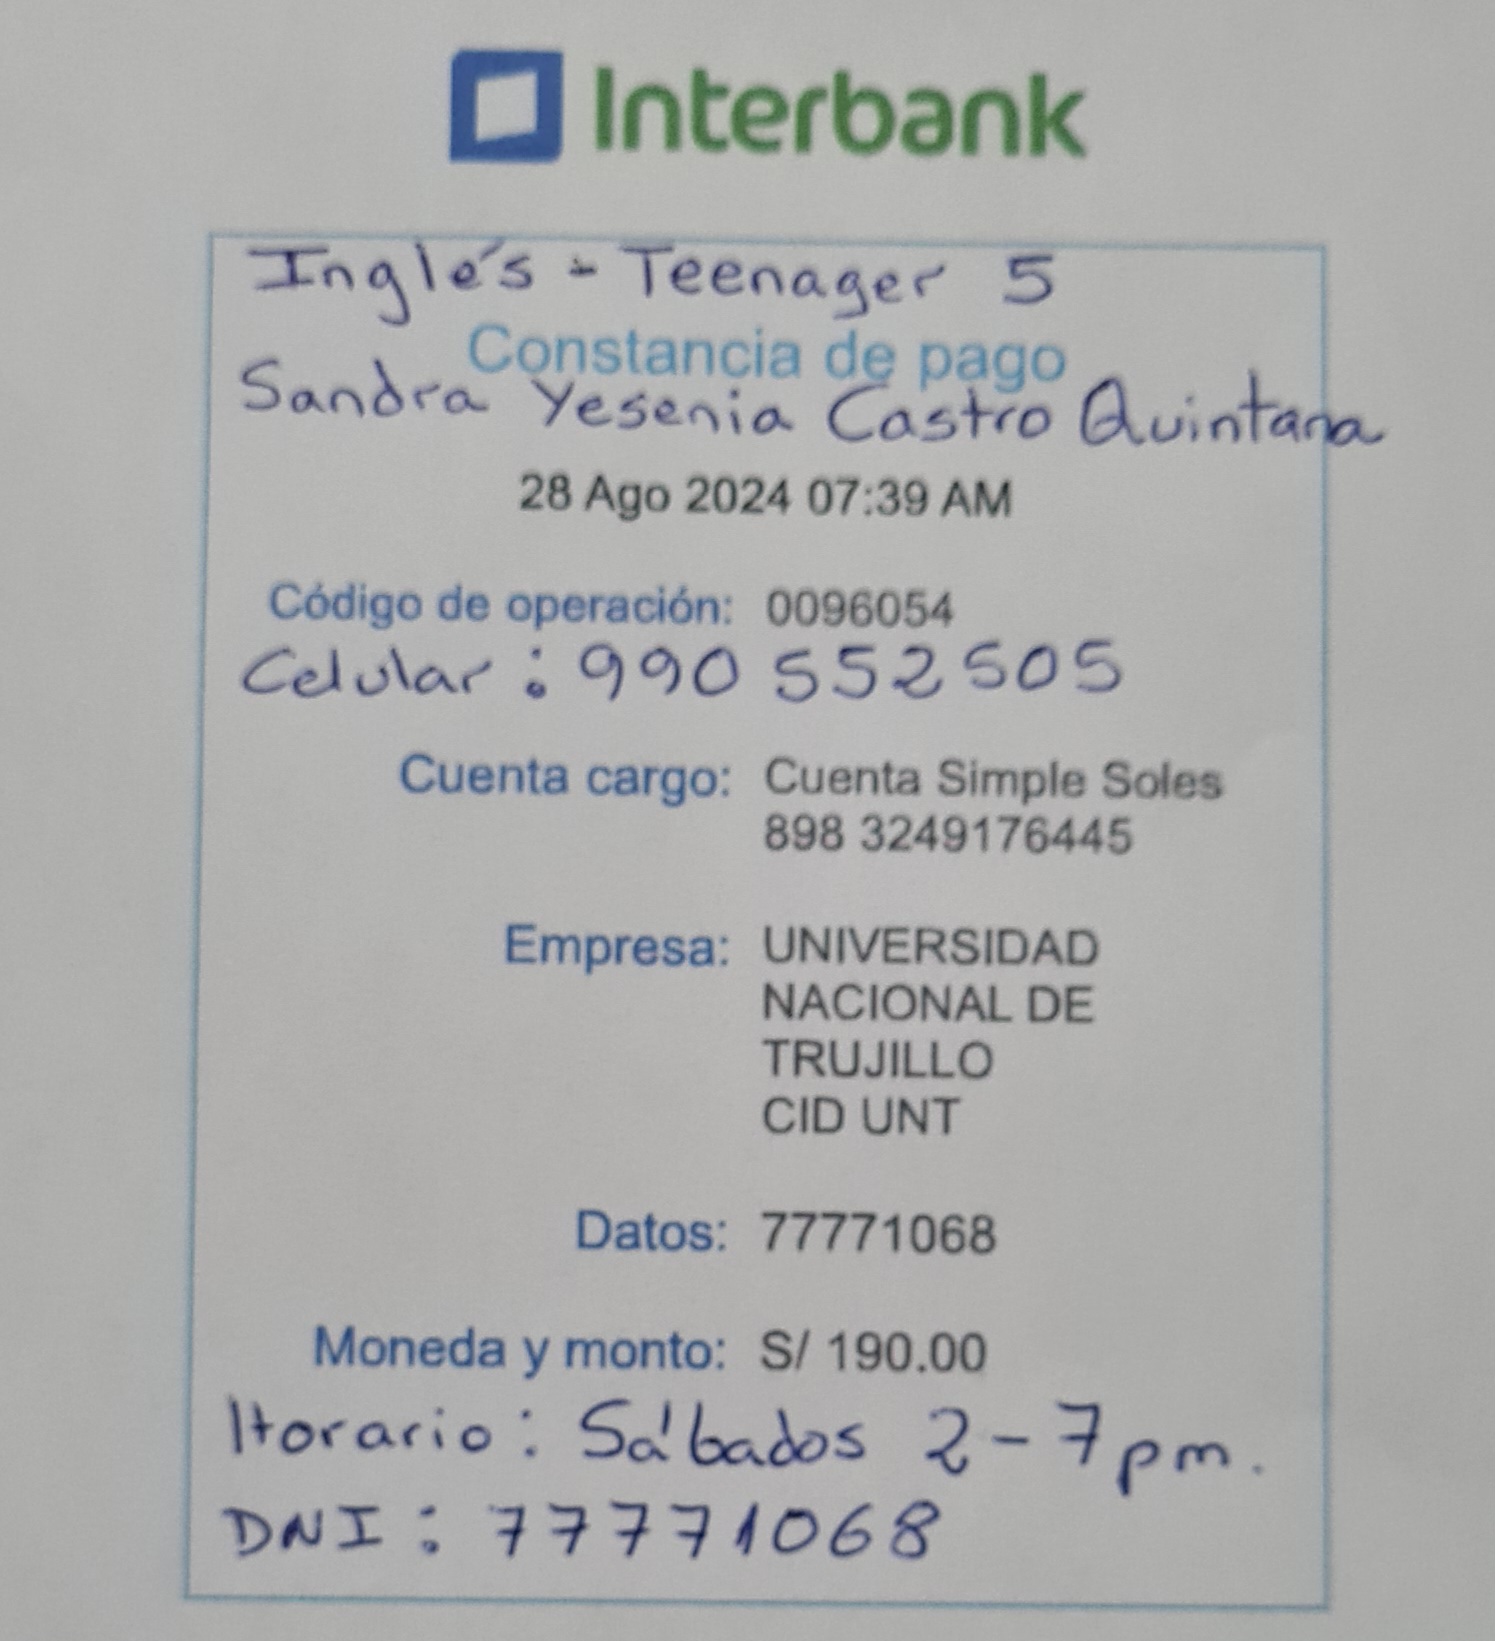 Interbank
Inglés - Teenager 5
Constancia de pago
Sandra Yesenia Castro Quintana
28 Ago 2024 07:39 AM
Código de operación: 0096054
Celular: 990 552505
Cuenta cargo: Cuenta Simple Soles
898 3249176445
Empresa: UNIVERSIDAD
NACIONAL DE
TRUJILLO
CID UNT
Datos: 77771068
Moneda y monto: S/ 190.00
Horario: Sábados 2-7pm.
DNI: 77771068